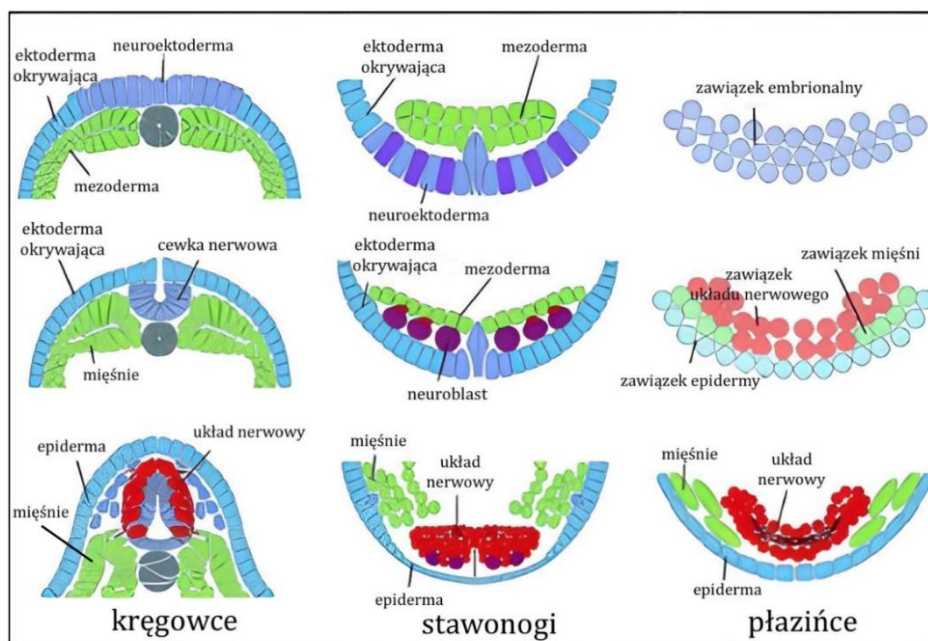 neuroektoderma
ektoderma
okrywająca
mezoderma
ektoderma
okrywająca
mezoderma
neuroektoderma
zawiązek embrionalny
ektoderma
okrywająca
cewka nerwowa
mięśnie
ektoderma
okrywająca
mezoderma
neuroblast
zawiązek mięśni
zawiązek
układu nerwowego
zawiązek epidermy
epiderma
układ nerwowy
mięśnie
mięśnie
układ
nerwowy
epiderma
mięśnie
układ
nerwowy
epiderma
kręgowce
stawonogi
płazińce